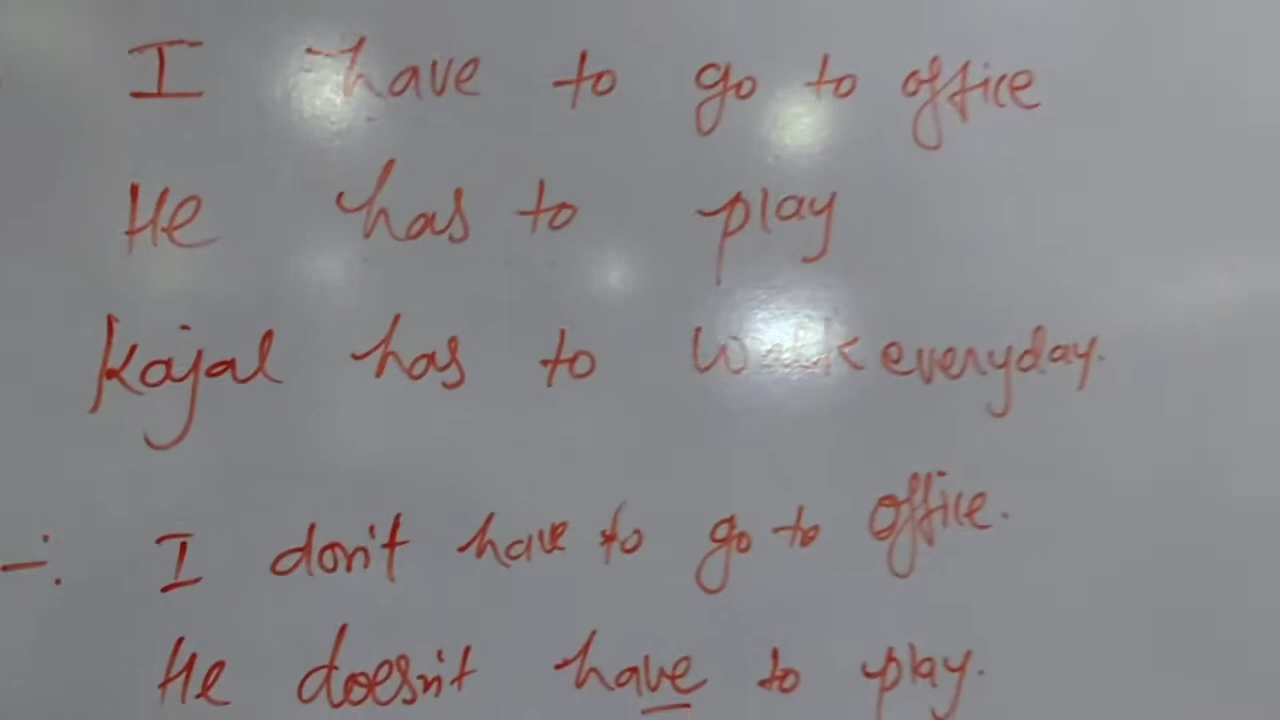 I have to go to office
He has to play
Kajal has to everyday.
-: I don't have to go to office.
He doesn't have to play.